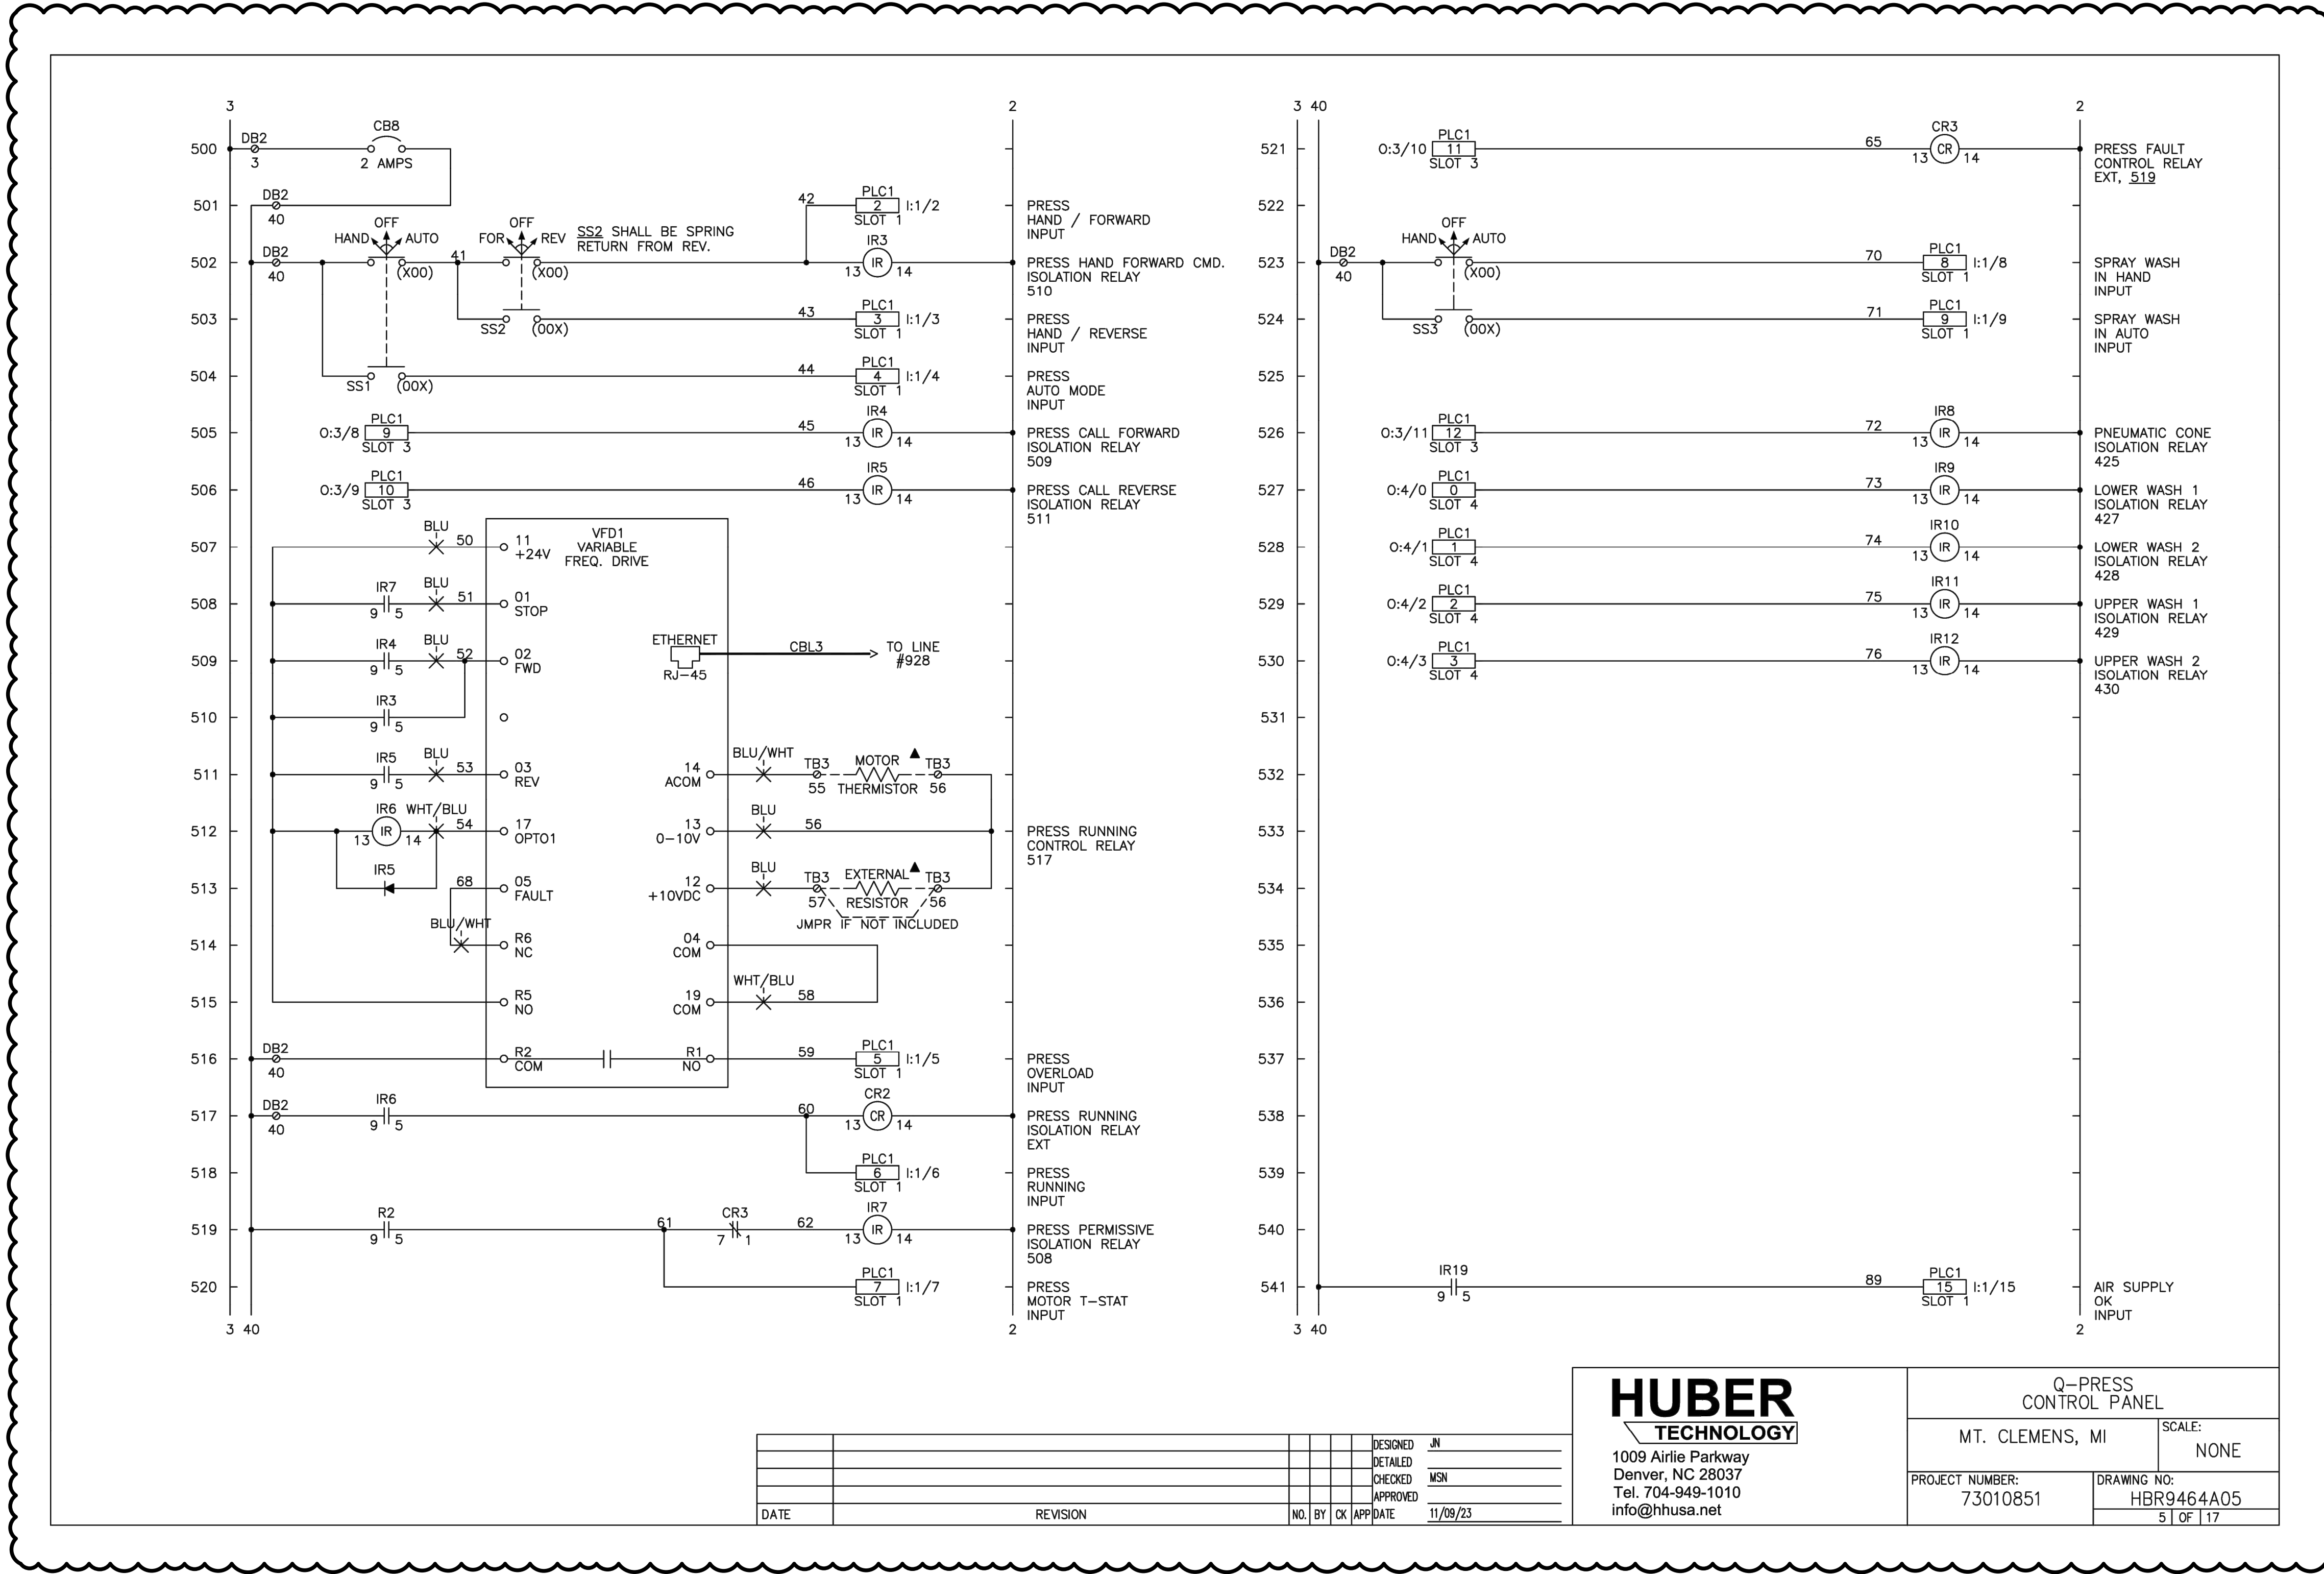 3
2
500
DB2
3
CB8
2 AMPS
501
DB2
40
42
PLC1
2
I:1/2
SLOT 1
PRESS
HAND / FORWARD
INPUT
OFF
HAND
AUTO
OFF
FOR
REV
SS2 SHALL BE SPRING
RETURN FROM REV.
502
DB2
40
(X00)
41
(X00)
IR3
IR
13
14
PRESS HAND FORWARD CMD.
ISOLATION RELAY
510
503
SS2
(00X)
43
PLC1
3
I:1/3
SLOT 1
PRESS
HAND / REVERSE
INPUT
504
SS1
(00X)
44
PLC1
4
I:1/4
SLOT 1
PRESS
AUTO MODE
INPUT
505
O:3/8
PLC1
9
SLOT 3
45
IR4
IR
13
14
PRESS CALL FORWARD
ISOLATION RELAY
509
506
O:3/9
PLC1
10
SLOT 3
46
IR5
IR
13
14
PRESS CALL REVERSE
ISOLATION RELAY
511
507
BLU
50
11
+24V
VFD1
VARIABLE
FREQ. DRIVE
508
IR7
9
5
BLU
51
01
STOP
509
IR4
9
5
BLU
52
02
FWD
ETHERNET
RJ-45
CBL3
TO LINE
#928
510
IR3
9
5
511
IR5
9
5
BLU
53
03
REV
14
ACOM
BLU/WHT
TB3
55
MOTOR
THERMISTOR
TB3
56
512
IR6
IR
13
14
WHT/BLU
54
17
OPTO1
13
0-10V
BLU
56
PRESS RUNNING
CONTROL RELAY
517
513
IR5
68
05
FAULT
12
+10VDC
BLU
TB3
57
EXTERNAL
RESISTOR
TB3
56
JMPR IF NOT INCLUDED
514
BLU/WHT
R6
NC
04
COM
515
R5
NO
19
COM
WHT/BLU
58
516
DB2
40
R2
COM
R1
NO
59
PLC1
5
I:1/5
SLOT 1
PRESS
OVERLOAD
INPUT
517
DB2
40
IR6
9
5
60
CR2
CR
13
14
PRESS RUNNING
ISOLATION RELAY
EXT
518
PLC1
6
I:1/6
SLOT 1
PRESS
RUNNING
INPUT
519
R2
9
5
61
CR3
7
1
62
IR7
IR
13
14
PRESS PERMISSIVE
ISOLATION RELAY
508
520
PLC1
7
I:1/7
SLOT 1
PRESS
MOTOR T-STAT
INPUT
3 40
2
3 40
2
521
O:3/10
PLC1
11
SLOT 3
65
CR3
CR
13
14
PRESS FAULT
CONTROL RELAY
EXT, 519
522
OFF
HAND
AUTO
523
DB2
40
(X00)
70
PLC1
8
I:1/8
SLOT 1
SPRAY WASH
IN HAND
INPUT
524
SS3
(00X)
71
PLC1
9
I:1/9
SLOT 1
SPRAY WASH
IN AUTO
INPUT
525
526
O:3/11
PLC1
12
SLOT 3
72
IR8
IR
13
14
PNEUMATIC CONE
ISOLATION RELAY
425
527
O:4/0
PLC1
0
SLOT 4
73
IR9
IR
13
14
LOWER WASH 1
ISOLATION RELAY
427
528
O:4/1
PLC1
1
SLOT 4
74
IR10
IR
13
14
LOWER WASH 2
ISOLATION RELAY
428
529
O:4/2
PLC1
2
SLOT 4
75
IR11
IR
13
14
UPPER WASH 1
ISOLATION RELAY
429
530
O:4/3
PLC1
3
SLOT 4
76
IR12
IR
13
14
UPPER WASH 2
ISOLATION RELAY
430
531
532
533
534
535
536
537
538
539
540
541
IR19
9
5
89
PLC1
15
I:1/15
SLOT 1
AIR SUPPLY
OK
INPUT
3 40
2
DATE
REVISION
NO.
BY
CK
APP
DESIGNED JN
DETAILED
CHECKED MSN
APPROVED
DATE 11/09/23
HUBER
TECHNOLOGY
1009 Airlie Parkway
Denver, NC 28037
Tel. 704-949-1010
info@hhusa.net
Q-PRESS
CONTROL PANEL
MT. CLEMENS, MI
SCALE:
NONE
PROJECT NUMBER:
73010851
DRAWING NO:
HBR9464A05
5 OF 17